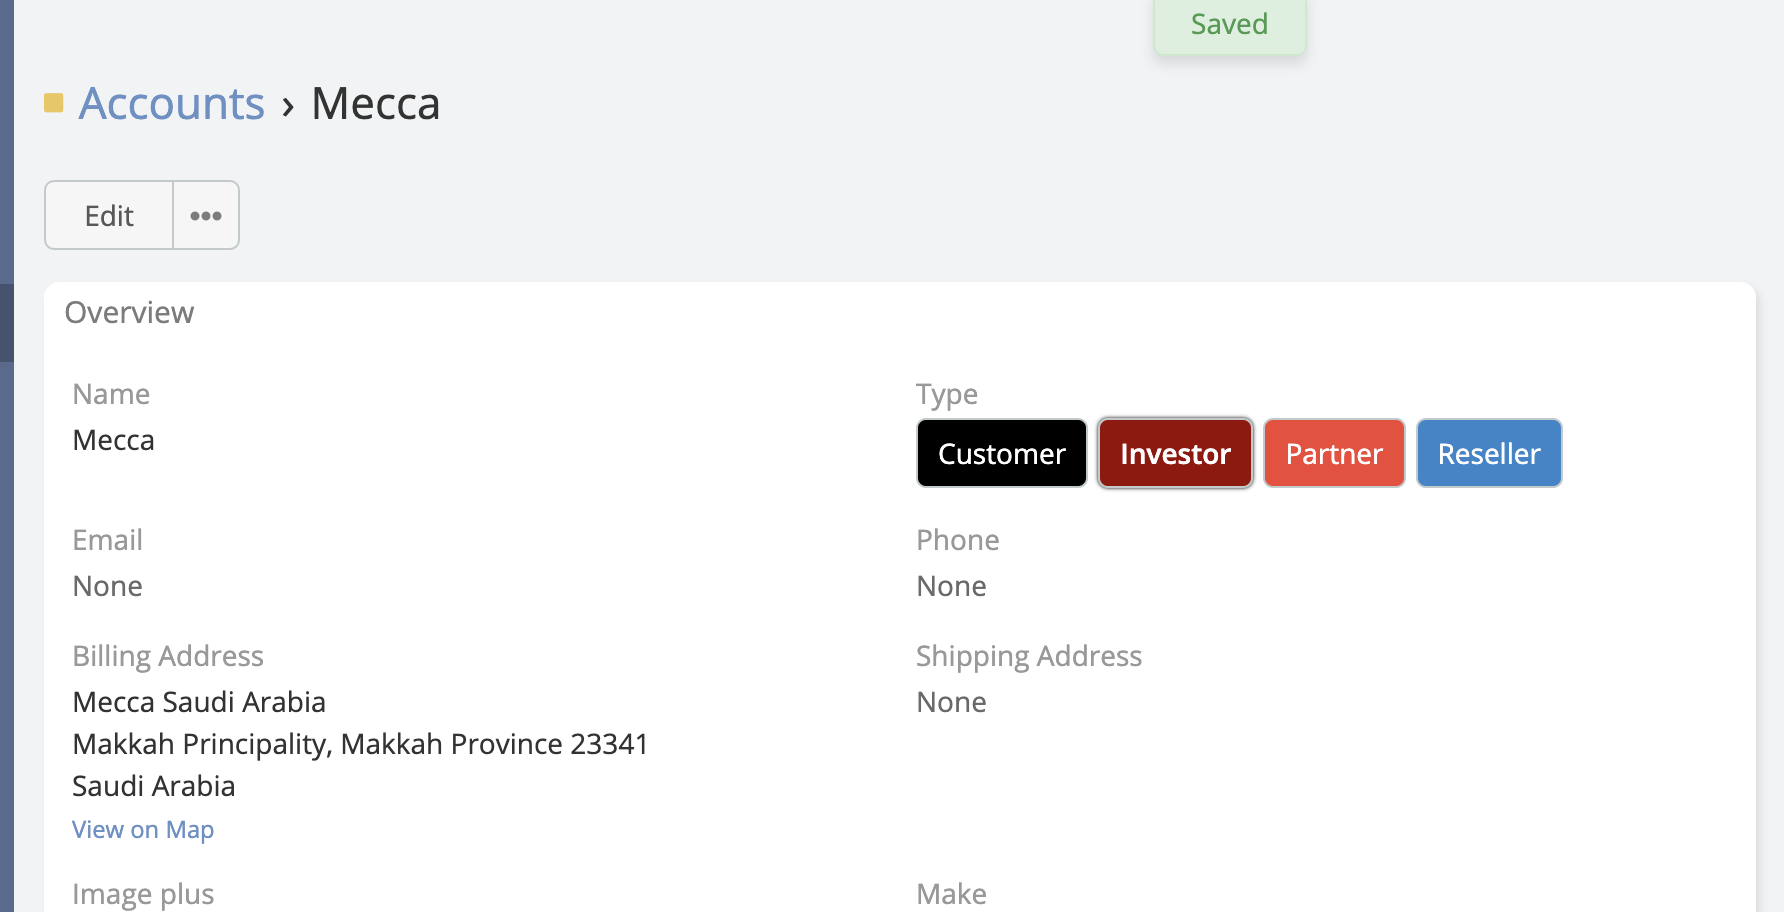 Saved
Accounts › Mecca
Edit •••
Overview
Name
Mecca
Type
Customer Investor Partner Reseller
Email
None
Phone
None
Billing Address
Mecca Saudi Arabia
Makkah Principality, Makkah Province 23341
Saudi Arabia
View on Map
Shipping Address
None
Image plus
Make